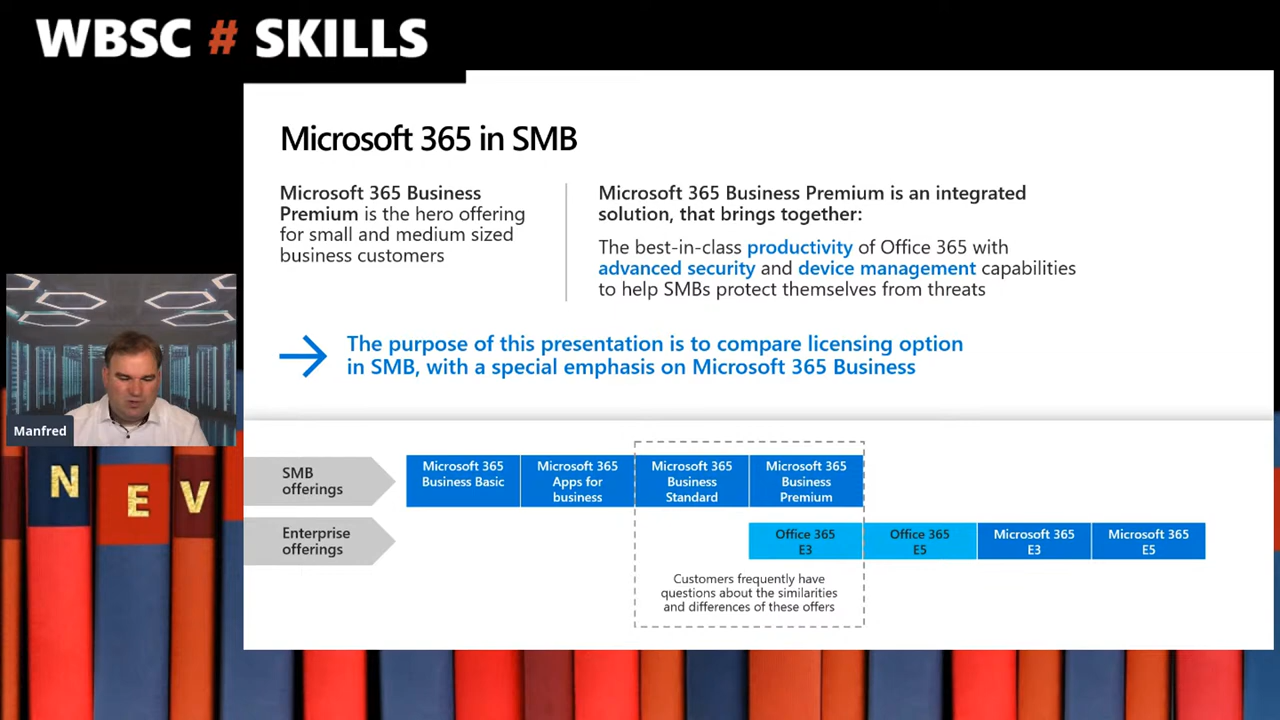 WBSC # SKILLS
Microsoft 365 in SMB
Microsoft 365 Business
Premium is the hero offering
for small and medium sized
business customers
Microsoft 365 Business Premium is an integrated
solution, that brings together:
The best-in-class productivity of Office 365 with
advanced security and device management capabilities
to help SMBs protect themselves from threats
The purpose of this presentation is to compare licensing option
in SMB, with a special emphasis on Microsoft 365 Business
Manfred
N E V
SMB
offerings
Microsoft 365
Business Basic
Microsoft 365
Apps for
business
Microsoft 365
Business
Standard
Microsoft 365
Business
Premium
Enterprise
offerings
Office 365
E3
Office 365
E5
Microsoft 365
E3
Microsoft 365
E5
Customers frequently have
questions about the similarities
and differences of these offers